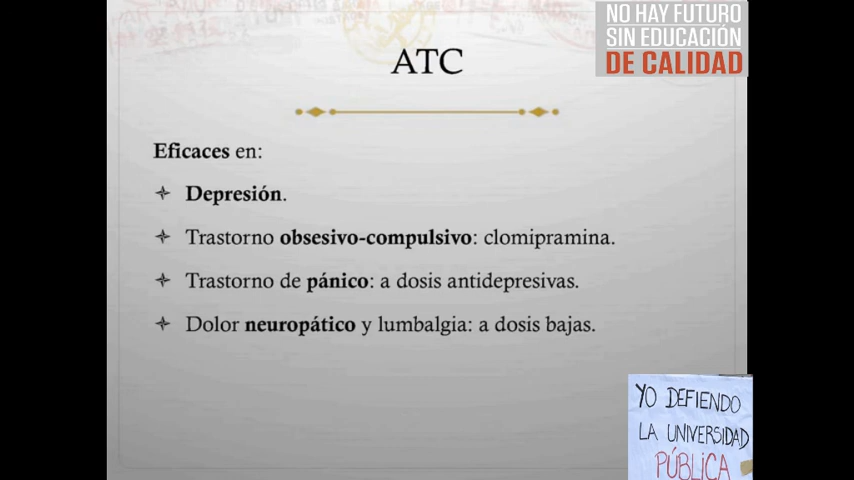 NO HAY FUTURO
SIN EDUCACIÓN
DE CALIDAD
ATC
Eficaces en:
Depresión.
Trastorno obsesivo-compulsivo: clomipramina.
Trastorno de pánico: a dosis antidepresivas.
Dolor neuropático y lumbalgia: a dosis bajas.
YO DEFIENDO
LA UNIVERSIDAD
PÚBLICA